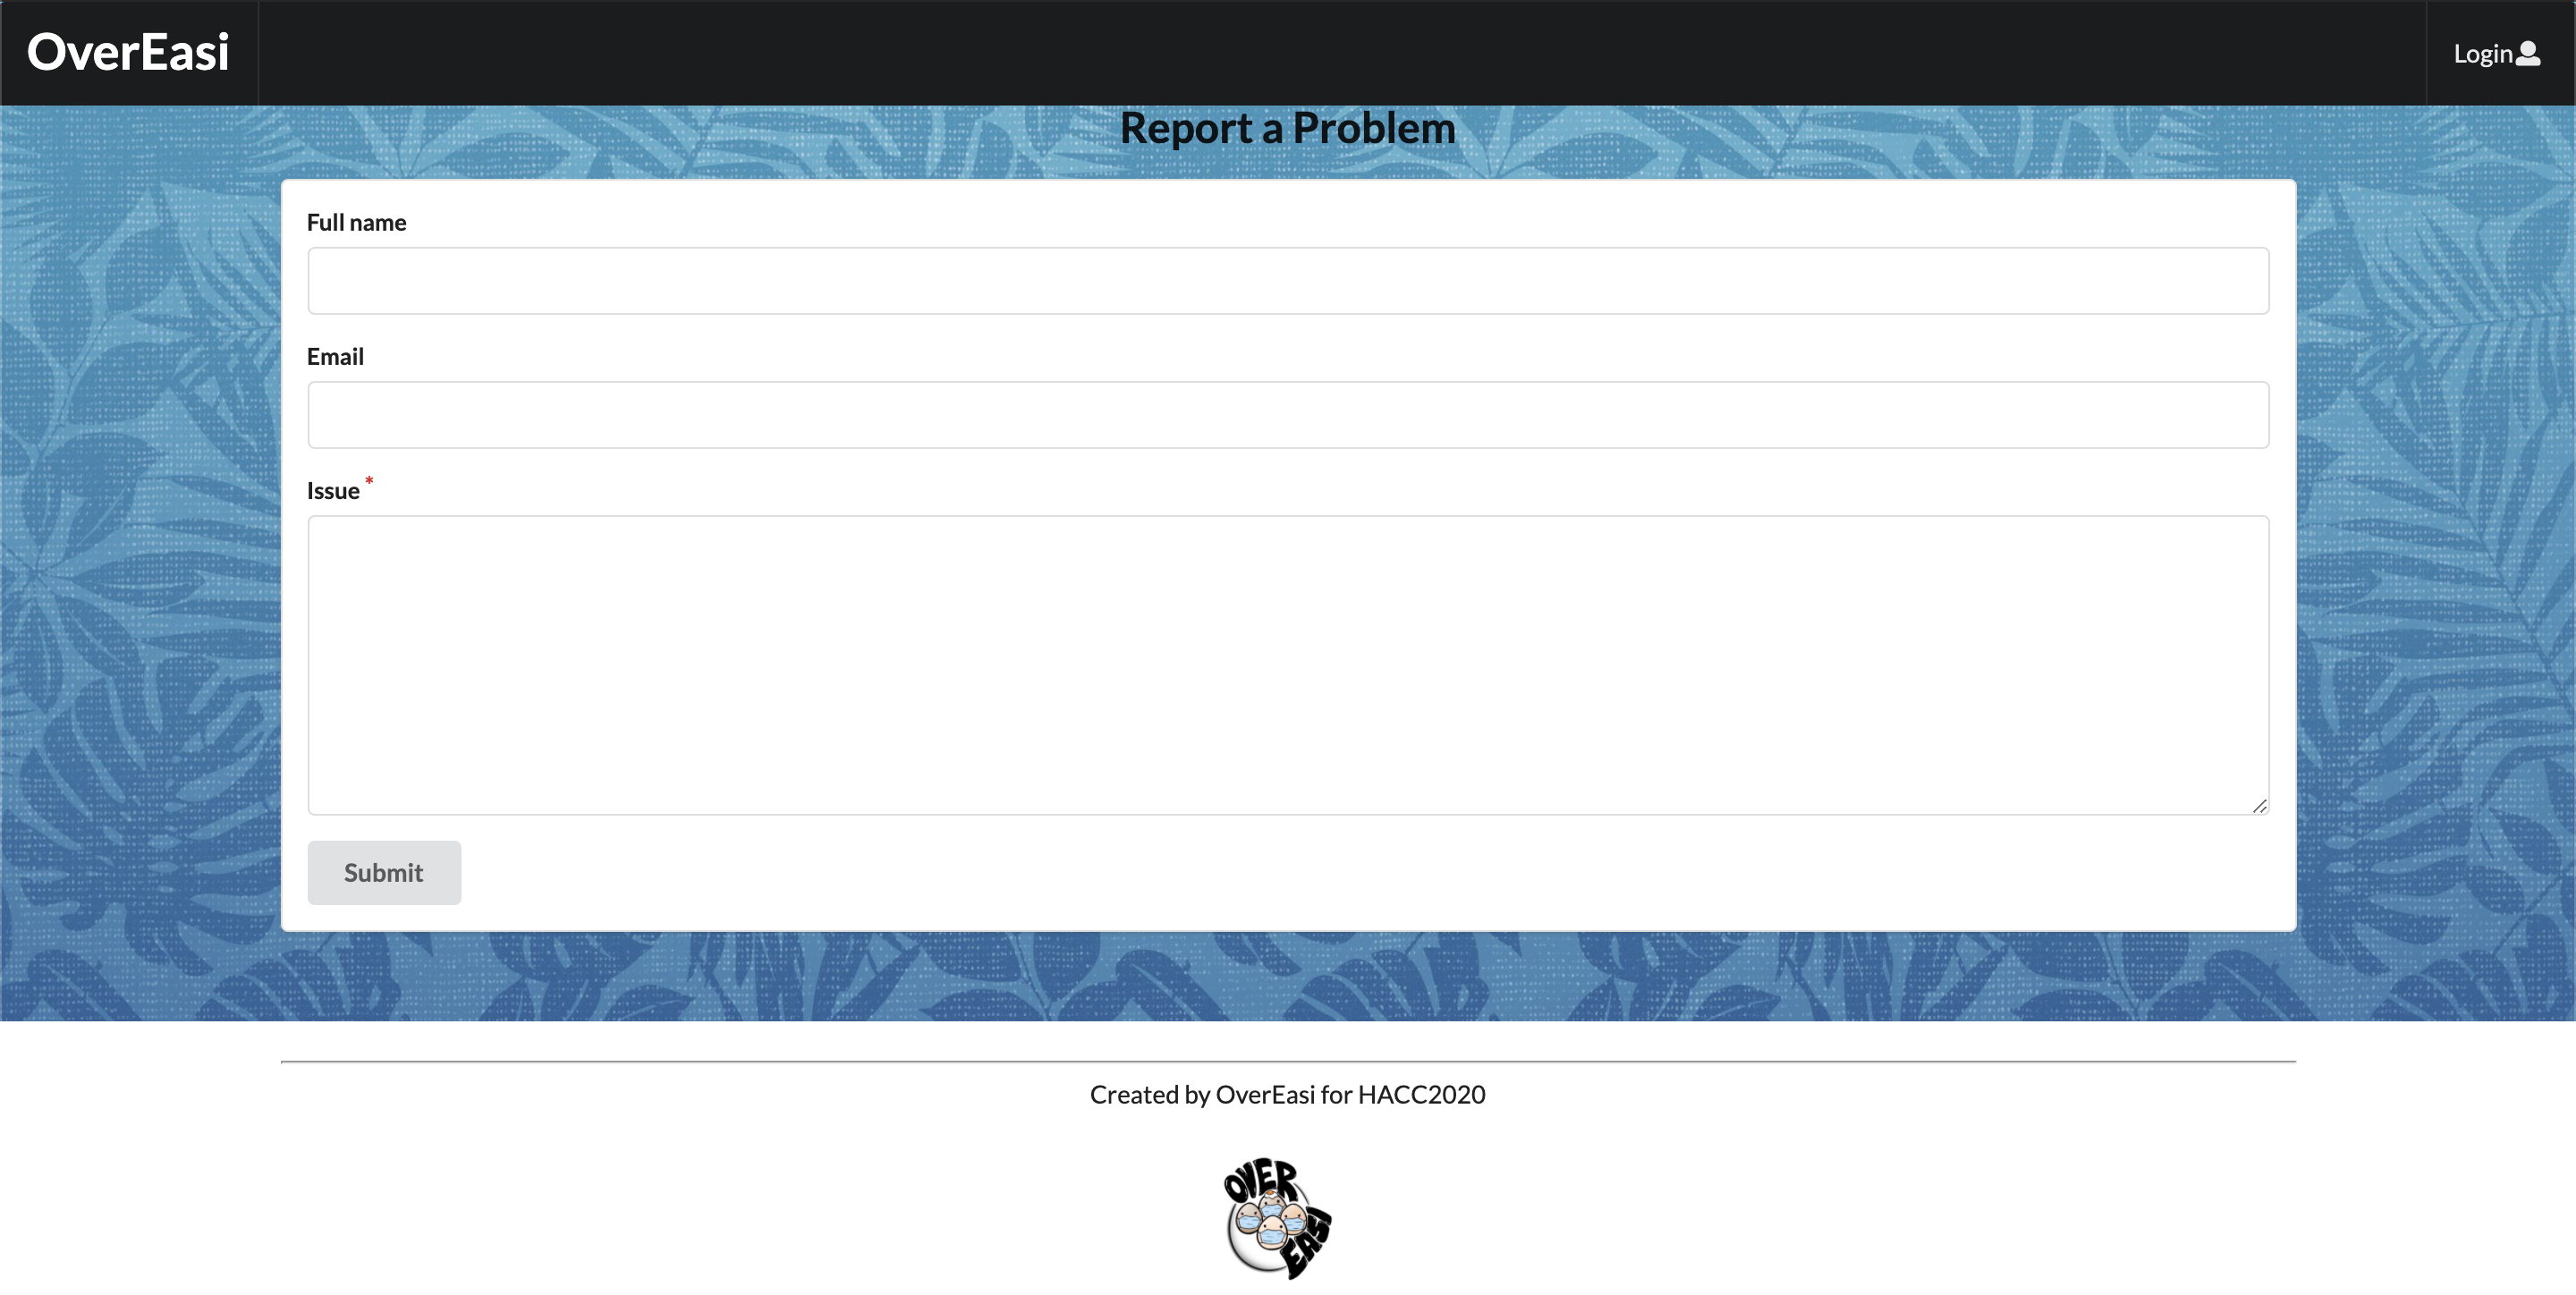 OverEasi
Login
Report a Problem
Full name
Email
Issue *
Submit
Created by OverEasi for HACC2020
OVER
EASI